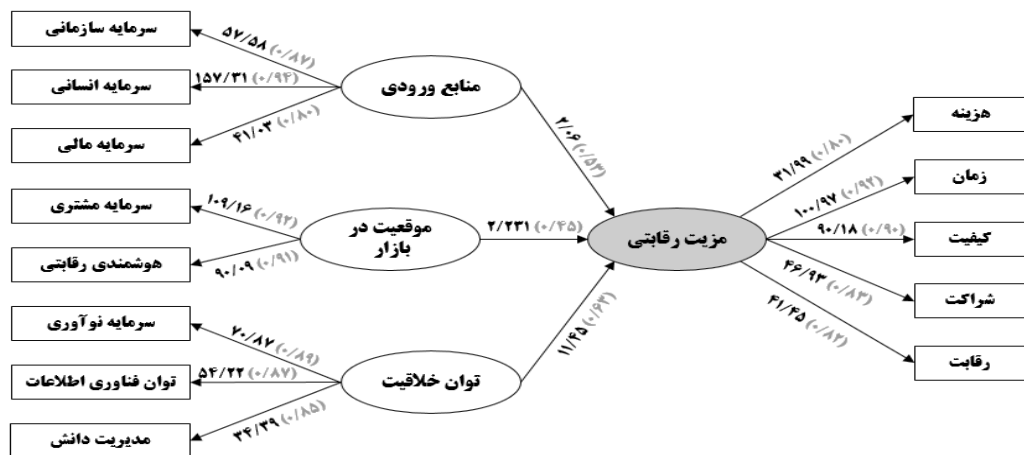 سرمایه سازمانی
سرمایه انسانی
سرمایه مالی
سرمایه مشتری
هوشمندی رقابتی
سرمایه نوآوری
توان فناوری اطلاعات
مدیریت دانش
۵۷/۵۸ (۰/۸۷)
۱۵۷/۳۱ (۰/۹۴)
۴۱/۰۳ (۰/۸۰)
۱۰۹/۱۶ (۰/۹۲)
۹۰/۰۹ (۰/۹۱)
۷۰/۸۷ (۰/۸۹)
۵۴/۲۲ (۰/۸۷)
۳۴/۳۹ (۰/۸۵)
منابع ورودی
موقعیت در
بازار
توان خلاقیت
۲/۰۶ (۰/۵۳)
۲/۲۳۱ (۰/۴۵)
۱۱/۴۵ (۰/۶۳)
مزیت رقابتی
۳۱/۹۹ (۰/۸۰)
۱۰۰/۹۷ (۰/۹۲)
۹۰/۱۸ (۰/۹۰)
۴۶/۹۳ (۰/۸۳)
۴۱/۴۵ (۰/۸۲)
هزینه
زمان
کیفیت
شراکت
رقابت